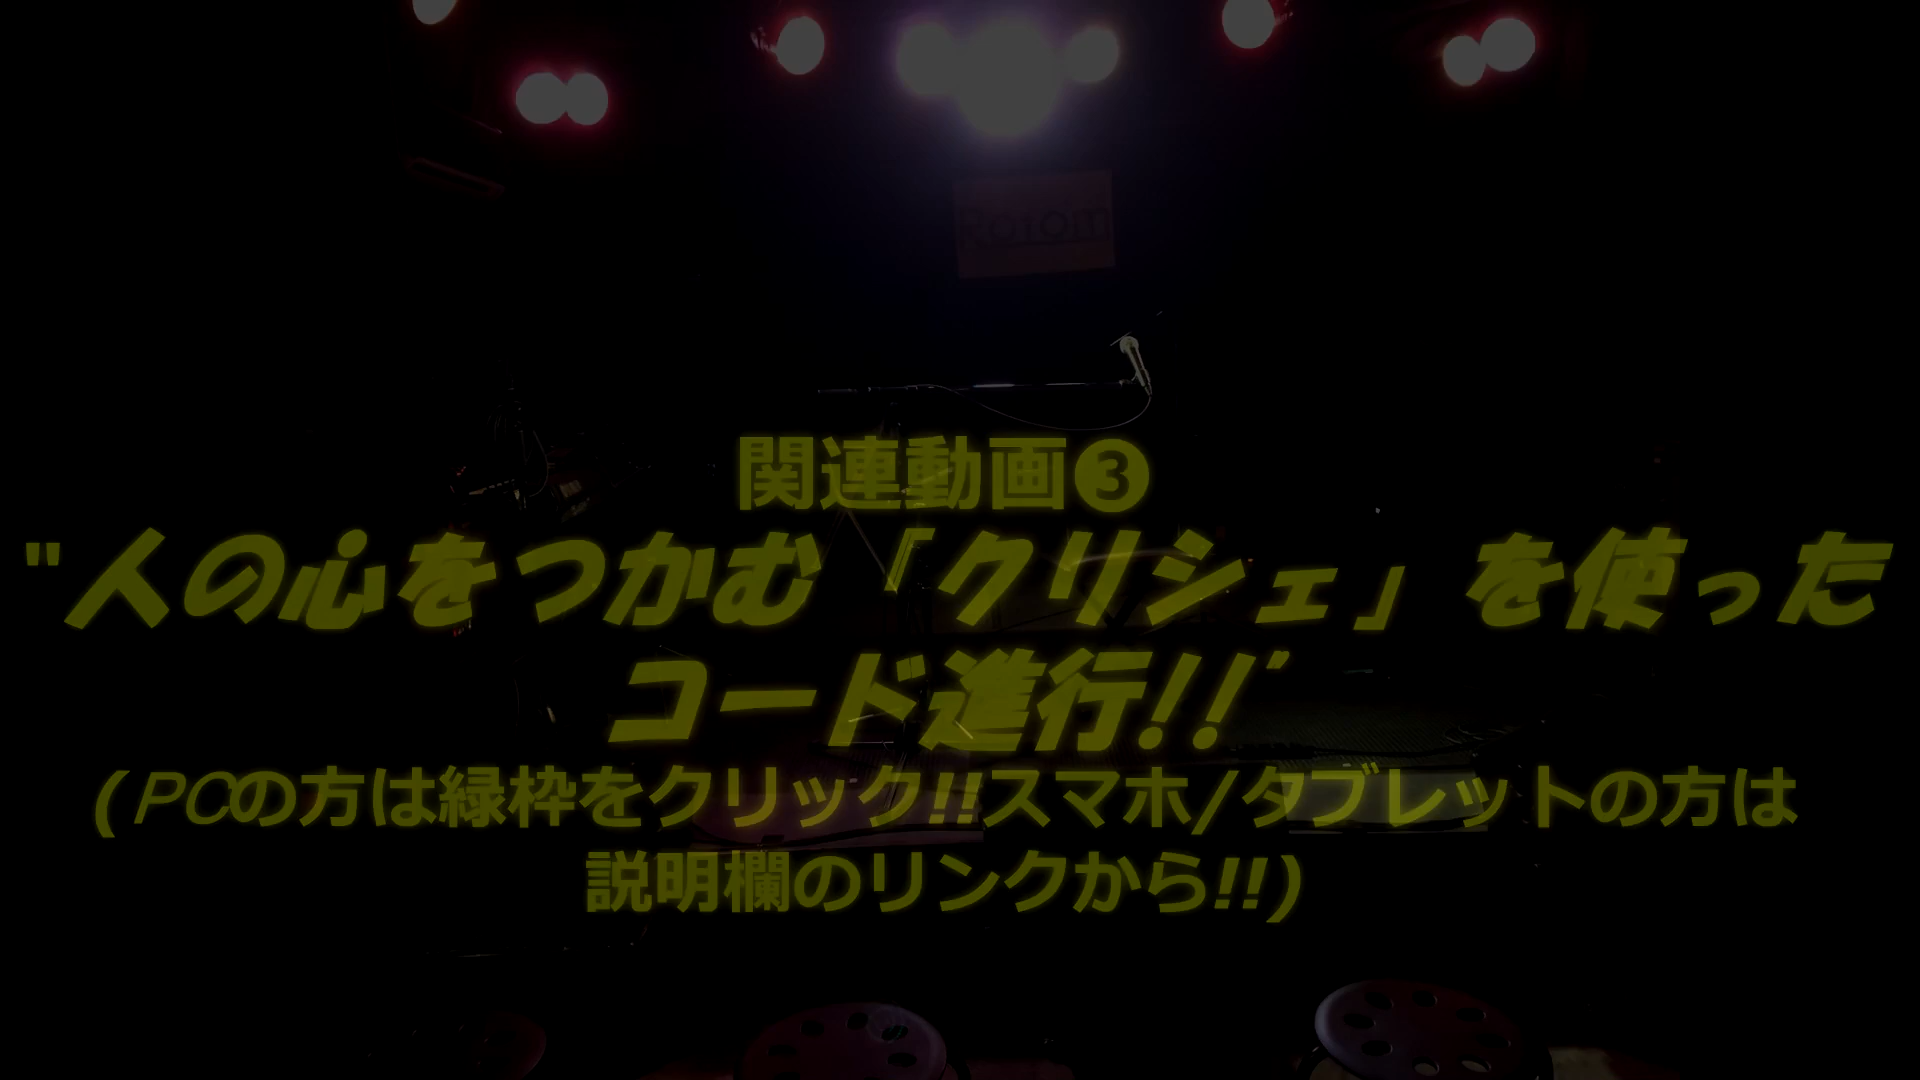 Rotom
関連動画❸
"人の心をつかむ「クリシェ」を使った
コード進行!!"
(PCの方は緑枠をクリック!!スマホ/タブレットの方は
説明欄のリンクから!!)